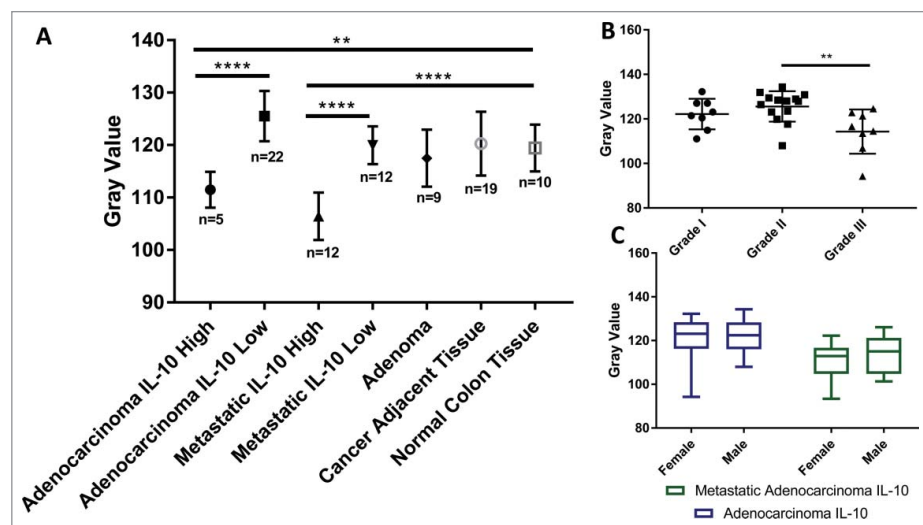 A
Gray Value
140
130
120
110
100
90
**
****
****
****
n=5
n=22
n=12
n=12
n=9
n=19
n=10
Adenocarcinoma IL-10 High
Adenocarcinoma IL-10 Low
Metastatic IL-10 High
Metastatic IL-10 Low
Adenoma
Cancer Adjacent Tissue
Normal Colon Tissue
B
Gray Value
160
140
120
100
80
**
Grade I
Grade II
Grade III
C
Gray Value
160
140
120
100
80
Female
Male
Female
Male
Metastatic Adenocarcinoma IL-10
Adenocarcinoma IL-10